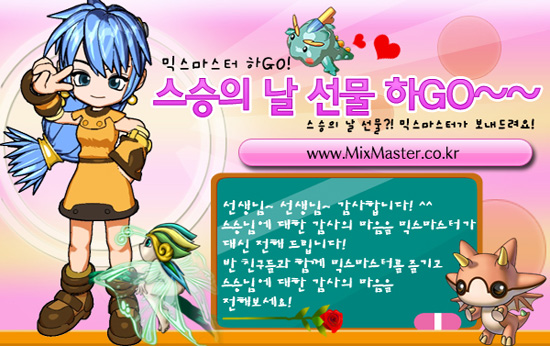 믹스마스터 하GO!
스승의 날 선물 하GO~~
스승의 날 선물?! 믹스마스터가 보내드려요!
www.MixMaster.co.kr
선생님~ 선생님~ 감사합니다! ^^
스승님에 대한 감사의 마음을 믹스마스터가
대신 전해 드립니다!
반 친구들과 함께 믹스마스터를 즐기고
스승님에 대한 감사의 마음을
전해보세요!